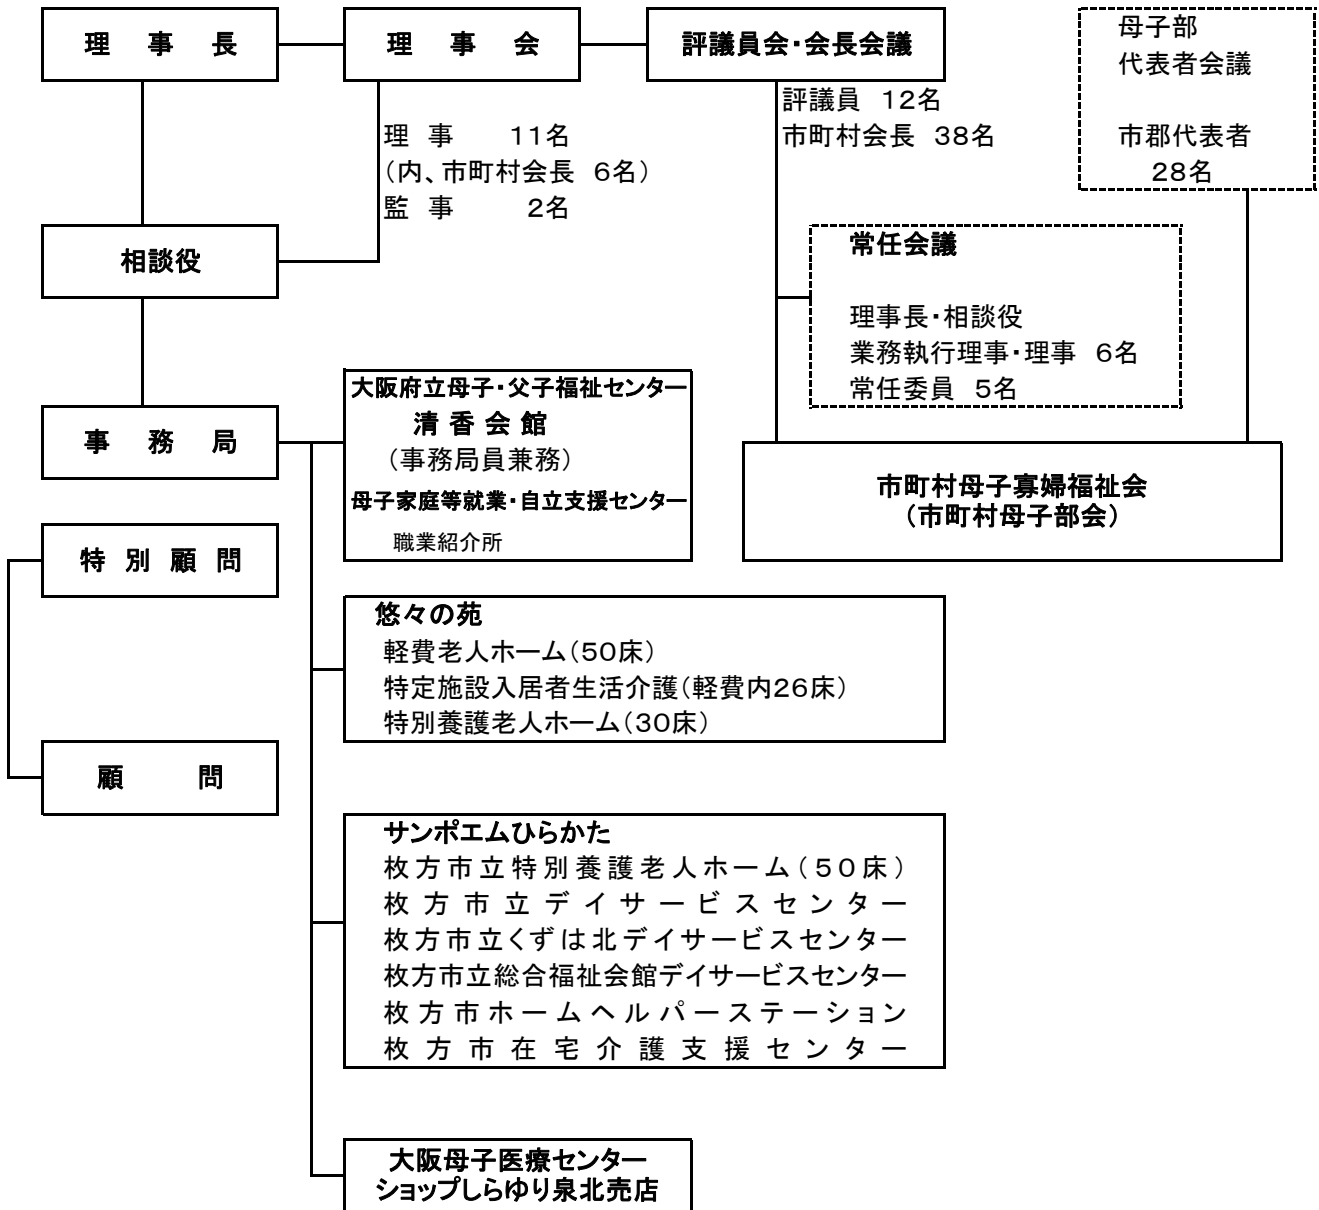 理事長
理事会
評議員会・会長会議
母子部
代表者会議
市郡代表者
28名
評議員 12名
市町村会長 38名
理 事 11名
(内、市町村会長 6名)
監 事 2名
相談役
常任会議
理事長・相談役
業務執行理事・理事 6名
常任委員 5名
事務局
大阪府立母子・父子福祉センター
清香会館
(事務局員兼務)
母子家庭等就業・自立支援センター
職業紹介所
市町村母子寡婦福祉会
(市町村母子部会)
特別顧問
悠々の苑
軽費老人ホーム(50床)
特定施設入居者生活介護(軽費内26床)
特別養護老人ホーム(30床)
顧問
サンポエムひらかた
枚方市立特別養護老人ホーム(50床)
枚方市立デイサービスセンター
枚方市立くずは北デイサービスセンター
枚方市立総合福祉会館デイサービスセンター
枚方市ホームヘルパーステーション
枚方市在宅介護支援センター
大阪母子医療センター
ショップしらゆり泉北売店